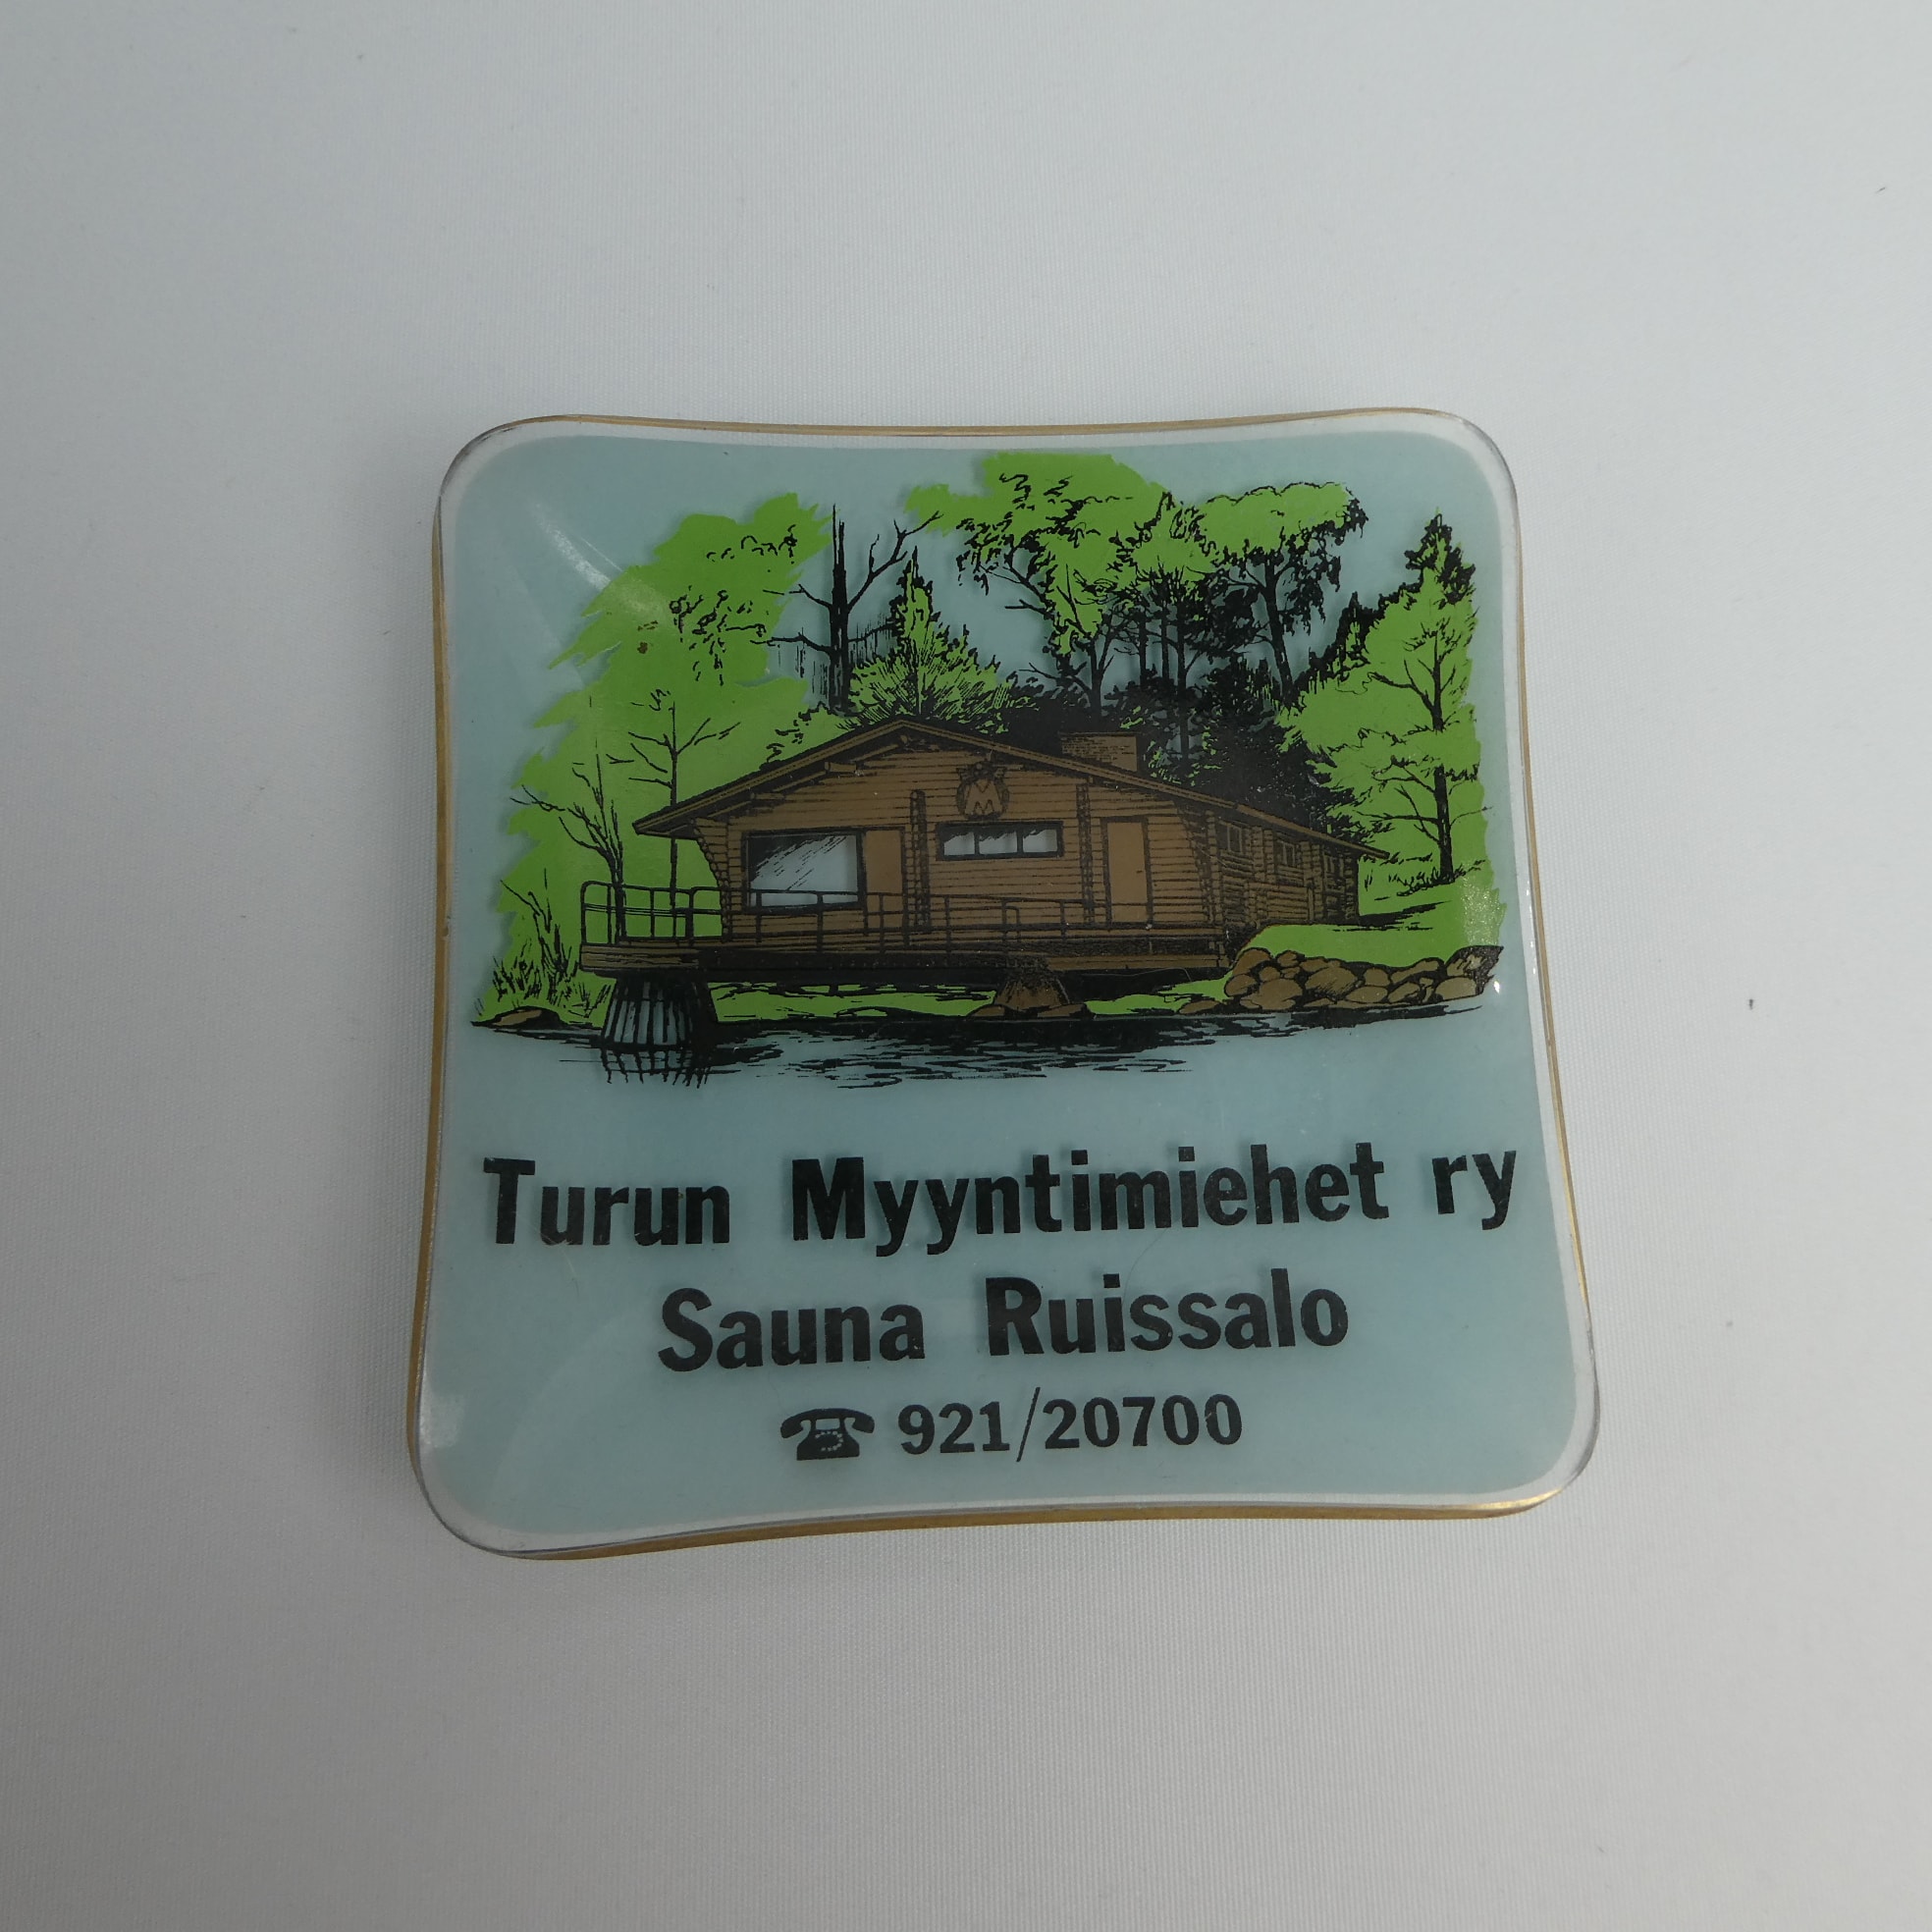 M
Turun Myyntimiehet ry
Sauna Ruissalo
921/20700